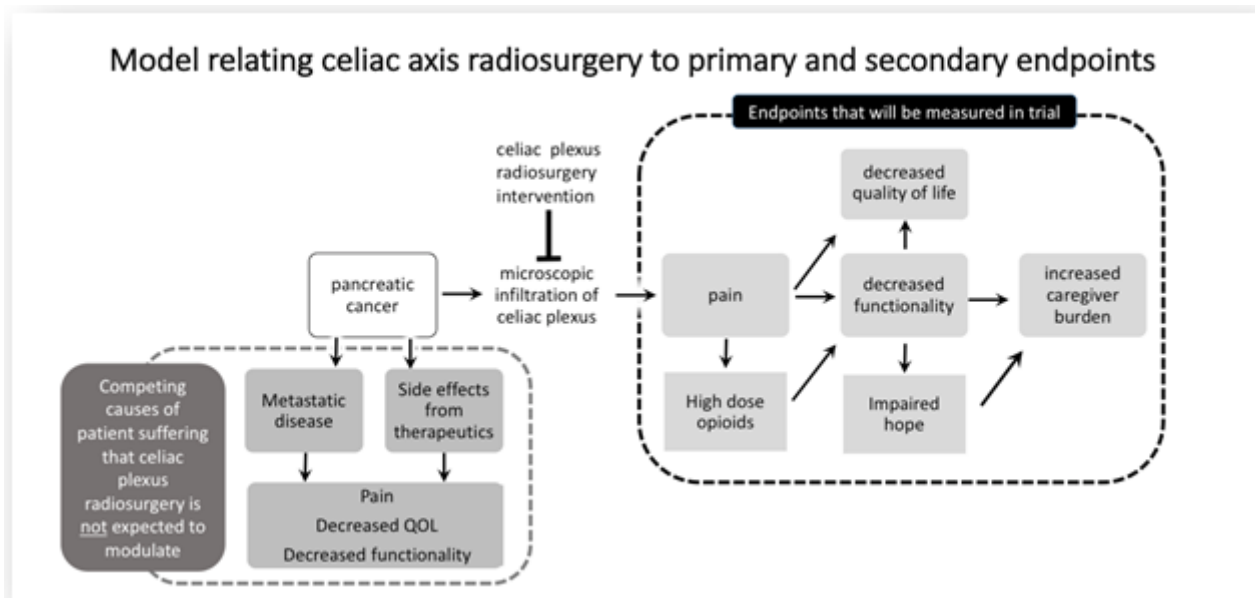 Model relating celiac axis radiosurgery to primary and secondary endpoints
Endpoints that will be measured in trial
celiac plexus
radiosurgery
intervention
decreased
quality of life
pancreatic
cancer
microscopic
infiltration of
celiac plexus
pain
decreased
functionality
increased
caregiver
burden
High dose
opioids
Impaired
hope
Competing
causes of
patient suffering
that celiac
plexus
radiosurgery is
not expected to
modulate
Metastatic
disease
Side effects
from
therapeutics
Pain
Decreased QOL
Decreased functionality